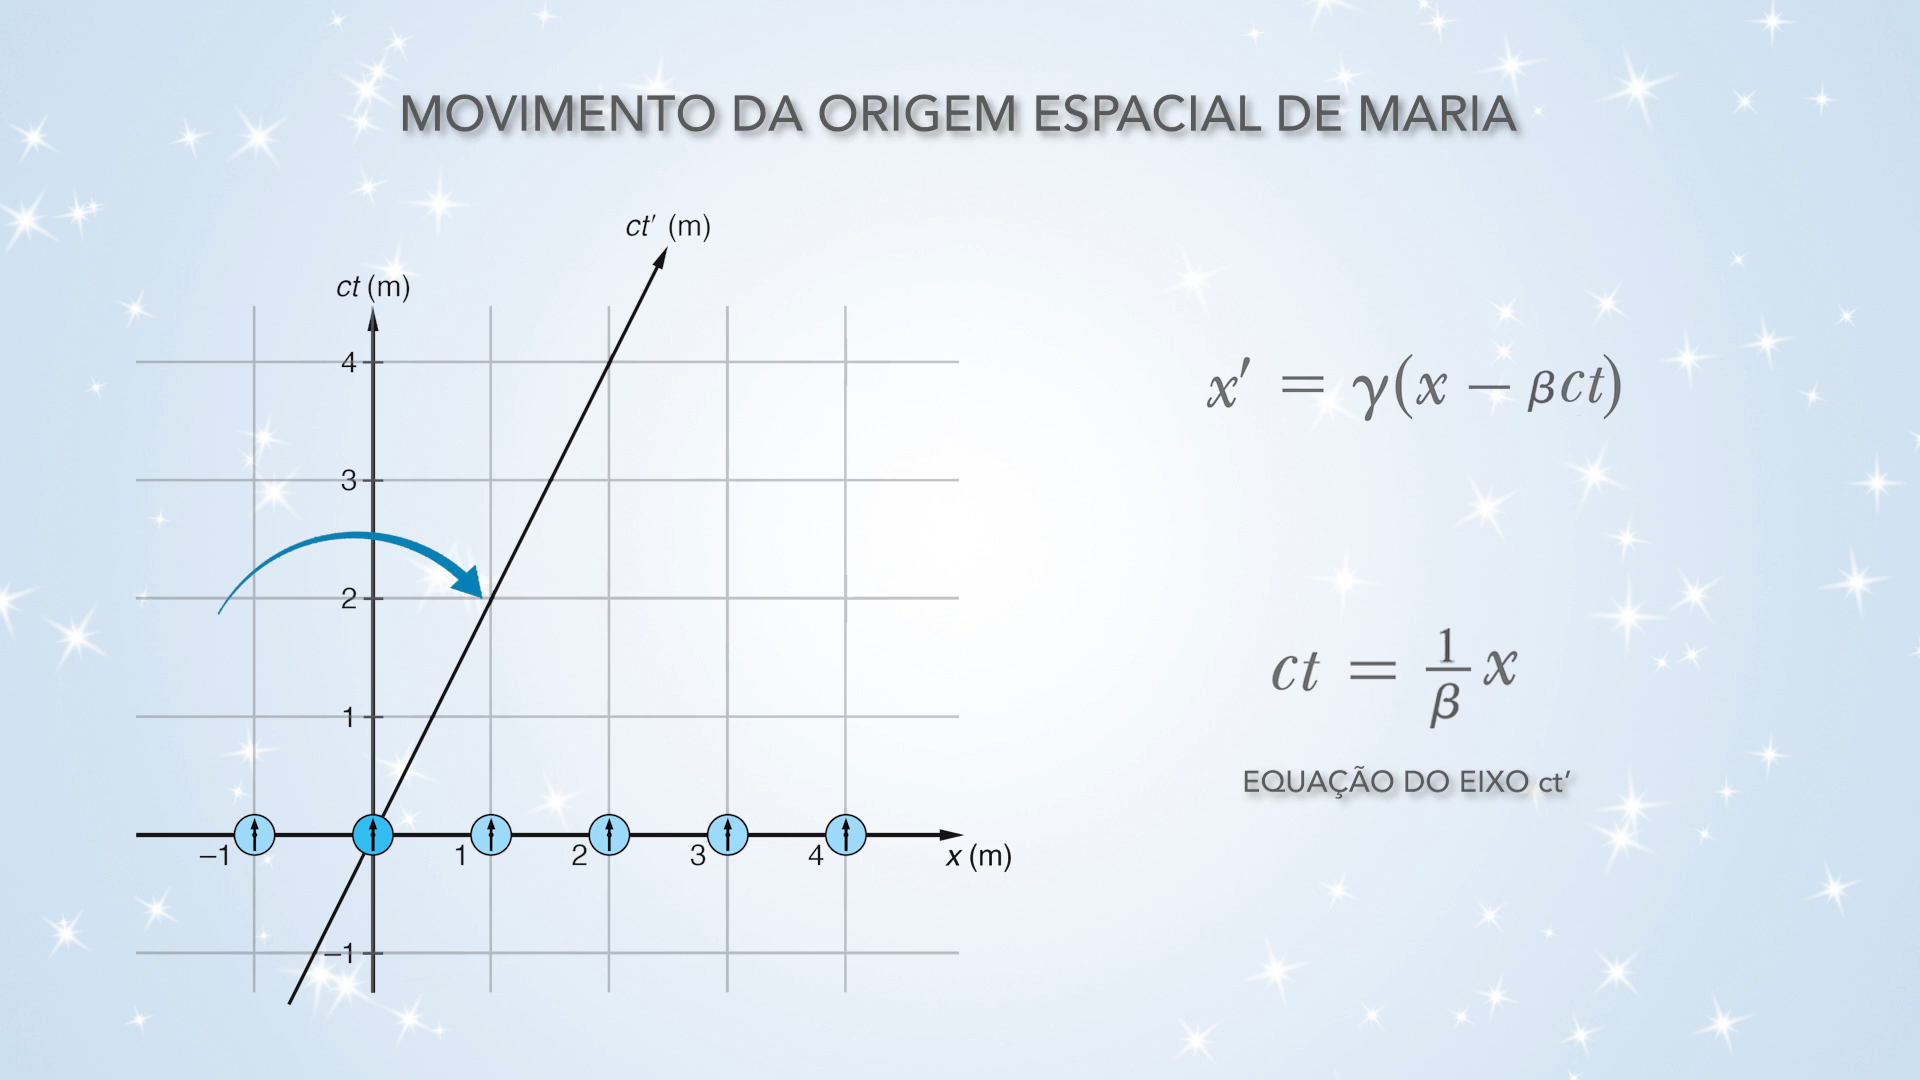 MOVIMENTO DA ORIGEM ESPACIAL DE MARIA
ct′ (m)
ct (m)
4
3
2
1
−1 1 2 3 4 x (m)
−1
x′ = γ(x − βct)
ct = 1/β x
EQUAÇÃO DO EIXO ct′